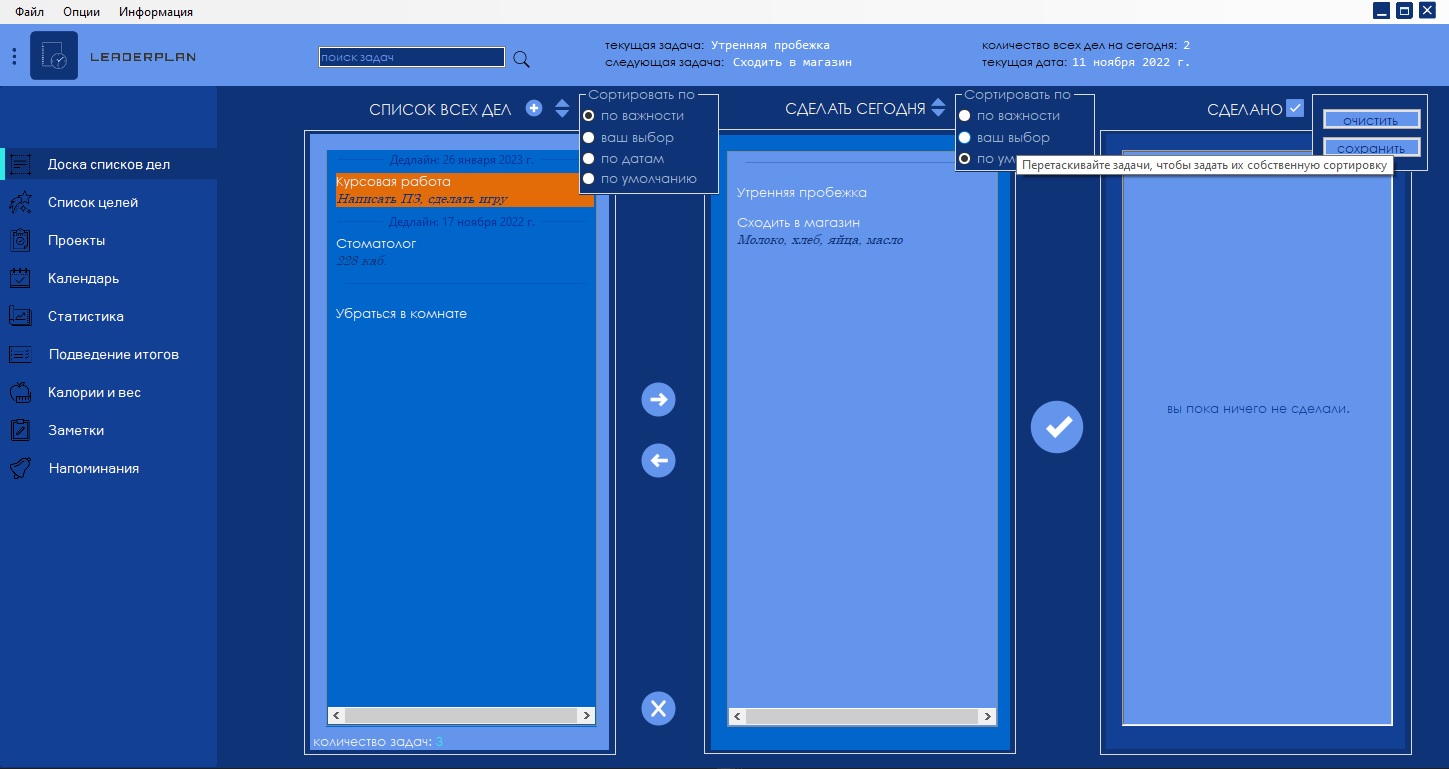 Файл Опции Информация
LEADERPLAN
поиск задач
текущая задача: Утренняя пробежка
следующая задача: Сходить в магазин
количество всех дел на сегодня: 2
текущая дата: 11 ноября 2022 г.
Доска списков дел
Список целей
Проекты
Календарь
Статистика
Подведение итогов
Калории и вес
Заметки
Напоминания
СПИСОК ВСЕХ ДЕЛ
Сортировать по
по важности
ваш выбор
по датам
по умолчанию
Дедлайн: 26 января 2023 г.
Курсовая работа
Написать ПЗ, сделать игру
Дедлайн: 17 ноября 2022 г.
Стоматолог
228 каб.
Убраться в комнате
количество задач: 3
СДЕЛАТЬ СЕГОДНЯ
Сортировать по
по важности
ваш выбор
по ум
Перетаскивайте задачи, чтобы задать их собственную сортировку
Утренняя пробежка
Сходить в магазин
Молоко, хлеб, яйца, масло
СДЕЛАНО
очистить
сохранить
вы пока ничего не сделали.